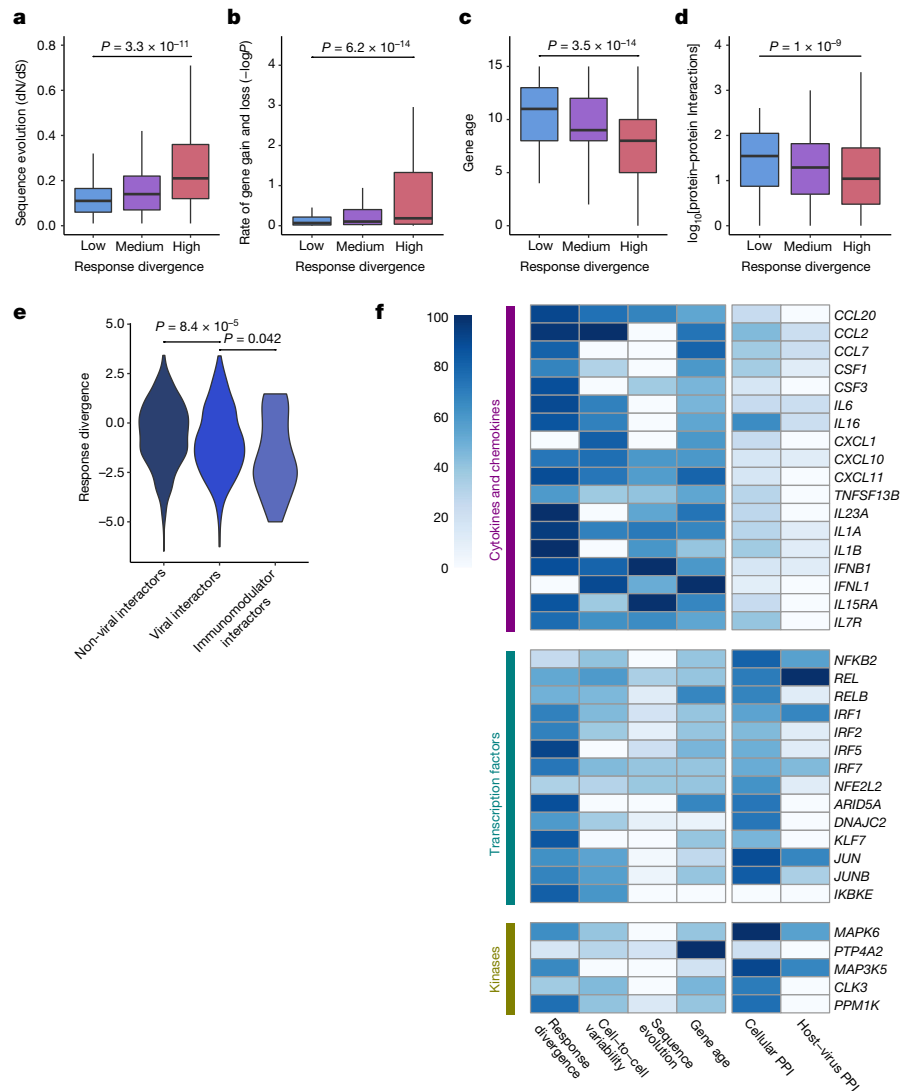 a
P = 3.3 × 10⁻¹¹
Sequence evolution (dN/dS)
0.8
0.6
0.4
0.2
0.0
Low Medium High
Response divergence
b
P = 6.2 × 10⁻¹⁴
Rate of gene gain and loss (−logP)
4
3
2
1
0
Low Medium High
Response divergence
c
P = 3.5 × 10⁻¹⁴
Gene age
15
10
5
0
Low Medium High
Response divergence
d
P = 1 × 10⁻⁹
log₁₀[protein–protein Interactions]
4
3
2
1
0
Low Medium High
Response divergence
e
P = 8.4 × 10⁻⁵
P = 0.042
Response divergence
5.0
2.5
0.0
−2.5
−5.0
Non-viral interactors
Viral interactors
Immunomodulator
interactors
f
100
80
60
40
20
0
Cytokines and chemokines
CCL20
CCL2
CCL7
CSF1
CSF3
IL6
IL16
CXCL1
CXCL10
CXCL11
TNFSF13B
IL23A
IL1A
IL1B
IFNB1
IFNL1
IL15RA
IL7R
Transcription factors
NFKB2
REL
RELB
IRF1
IRF2
IRF5
IRF7
NFE2L2
ARID5A
DNAJC2
KLF7
JUN
JUNB
IKBKE
Kinases
MAPK6
PTP4A2
MAP3K5
CLK3
PPM1K
Response
divergence
Cell-to-cell
variability
Sequence
evolution
Gene age
Cellular PPI
Host–virus PPI